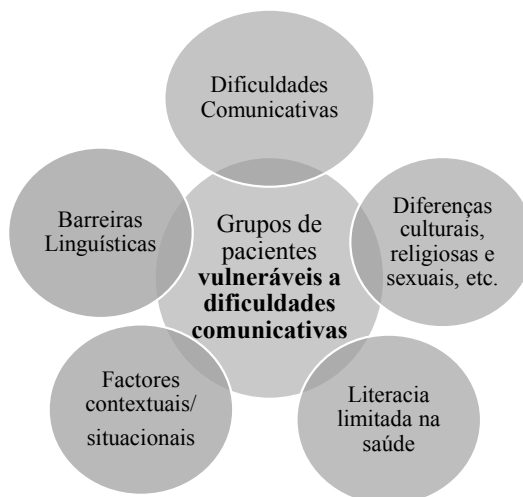 Dificuldades
Comunicativas
Barreiras
Linguísticas
Grupos de
pacientes
vulneráveis a
dificuldades
comunicativas
Diferenças
culturais,
religiosas e
sexuais, etc.
Factores
contextuais/
situacionais
Literacia
limitada na
saúde